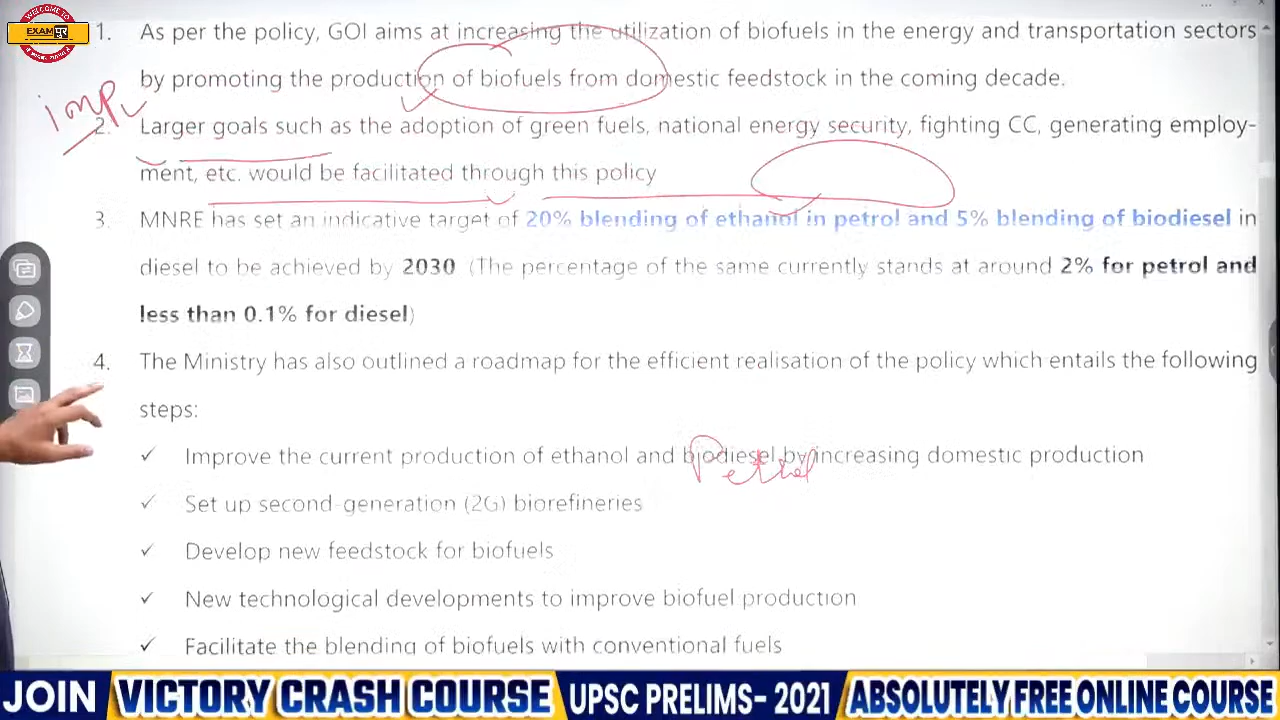 WELCOME TO
EXAM पुर
1. As per the policy, GOI aims at increasing the utilization of biofuels in the energy and transportation sectors
by promoting the production of biofuels from domestic feedstock in the coming decade.
imp
2. Larger goals such as the adoption of green fuels, national energy security, fighting CC, generating employ-
ment, etc. would be facilitated through this policy
3. MNRE has set an indicative target of 20% blending of ethanol in petrol and 5% blending of biodiesel in
diesel to be achieved by 2030 (The percentage of the same currently stands at around 2% for petrol and
less than 0.1% for diesel)
4. The Ministry has also outlined a roadmap for the efficient realisation of the policy which entails the following
steps:
✓ Improve the current production of ethanol and biodiesel by increasing domestic production
Petrol
✓ Set up second-generation (2G) biorefineries
✓ Develop new feedstock for biofuels
✓ New technological developments to improve biofuel production
✓ Facilitate the blending of biofuels with conventional fuels
JOIN VICTORY CRASH COURSE UPSC PRELIMS- 2021 ABSOLUTELY FREE ONLINE COURSE